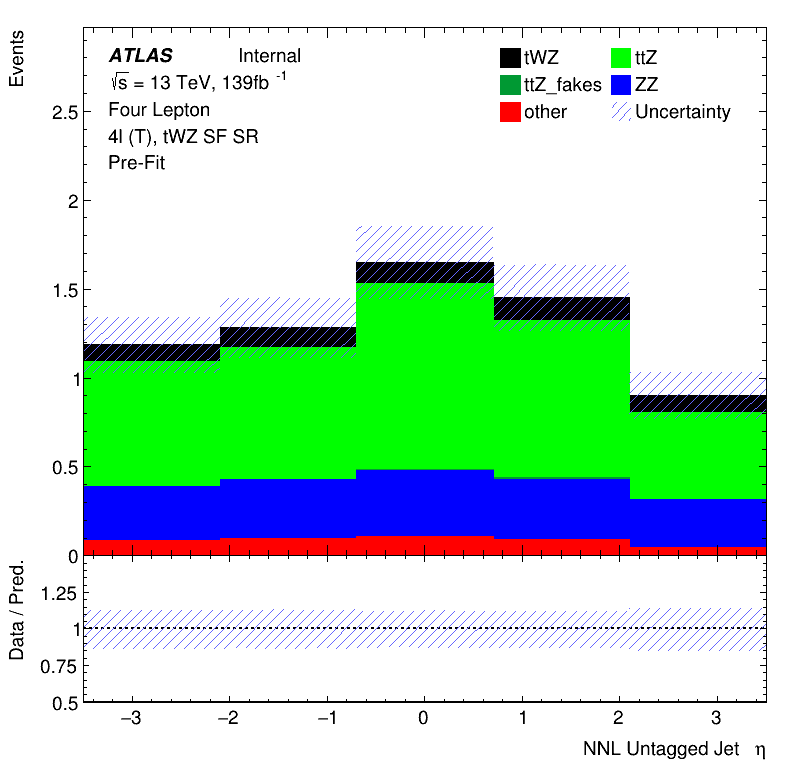 Events
ATLAS Internal
√s = 13 TeV, 139fb -1
Four Lepton
4l (T), tWZ SF SR
Pre-Fit
tWZ ttZ
ttZ_fakes ZZ
other Uncertainty
2.5
2
1.5
1
0.5
0
Data / Pred.
1.25
1
0.75
0.5
−3 −2 −1 0 1 2 3
NNL Untagged Jet η